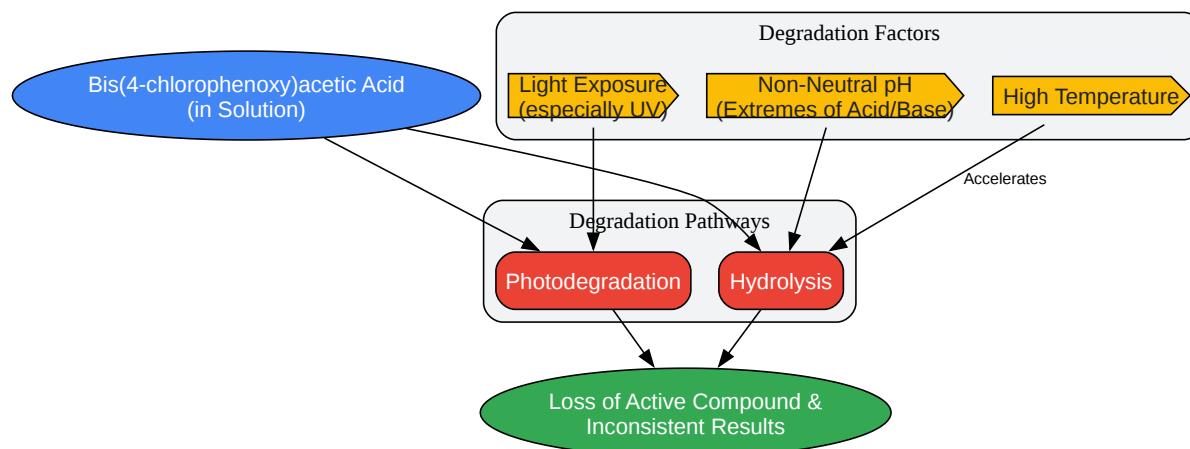 Degradation Factors
Bis(4-chlorophenoxy)acetic Acid
(in Solution)
Light Exposure
(especially UV)
Non-Neutral pH
(Extremes of Acid/Base)
High Temperature
Accelerates
Degradation Pathways
Photodegradation
Hydrolysis
Loss of Active Compound &
Inconsistent Results